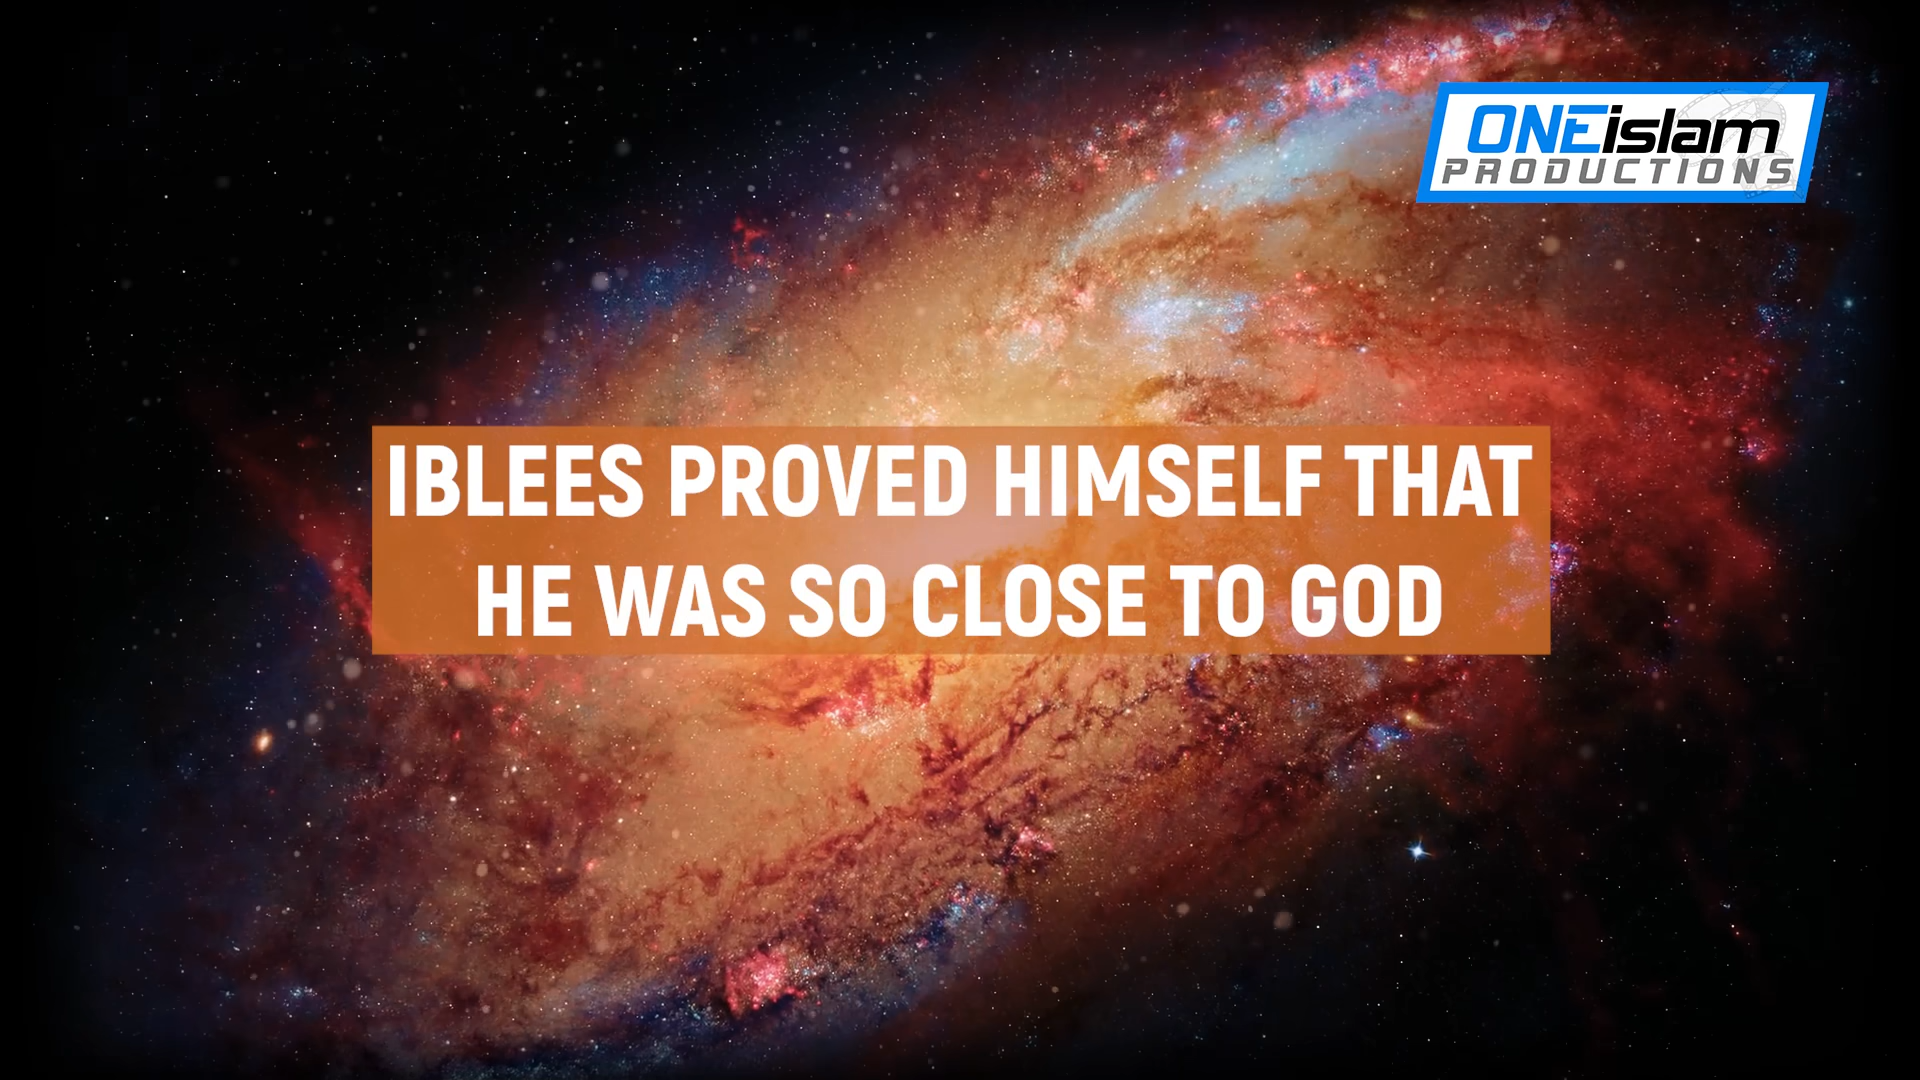 ONEislam
PRODUCTIONS
IBLEES PROVED HIMSELF THAT
HE WAS SO CLOSE TO GOD